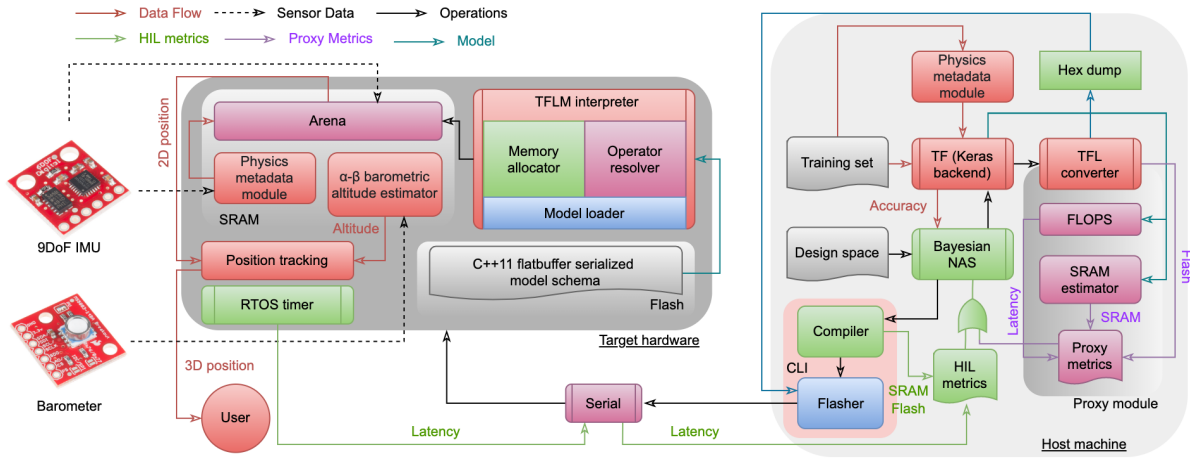 Data Flow
Sensor Data
Operations
HIL metrics
Proxy Metrics
Model
9DoF IMU
Barometer
2D position
Arena
Physics
metadata
module
α-β barometric
altitude estimator
SRAM
Altitude
TFLM interpreter
Memory
allocator
Operator
resolver
Model loader
Position tracking
RTOS timer
C++11 flatbuffer serialized
model schema
Flash
Target hardware
3D position
User
Latency
Serial
Latency
Physics
metadata
module
Hex dump
Training set
TF (Keras
backend)
TFL
converter
Accuracy
FLOPS
Design space
Bayesian
NAS
SRAM
estimator
Flash
Latency
SRAM
Compiler
CLI
Flasher
SRAM
Flash
HIL
metrics
Proxy
metrics
Proxy module
Host machine